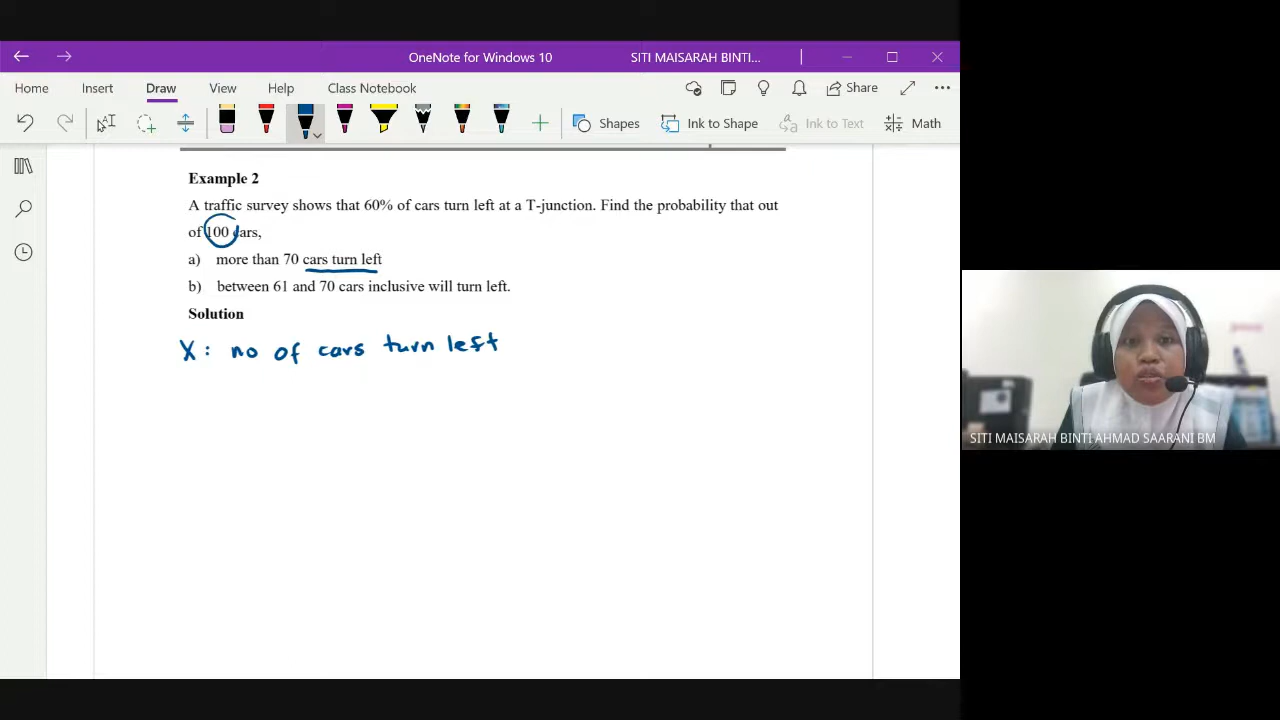 OneNote for Windows 10
SITI MAISARAH BINTI...
Home Insert Draw View Help Class Notebook
Share
Shapes Ink to Shape Ink to Text Math
Example 2
A traffic survey shows that 60% of cars turn left at a T-junction. Find the probability that out
of 100 cars,
a) more than 70 cars turn left
b) between 61 and 70 cars inclusive will turn left.
Solution
X : no of cars turn left
SITI MAISARAH BINTI AHMAD SAARANI BM